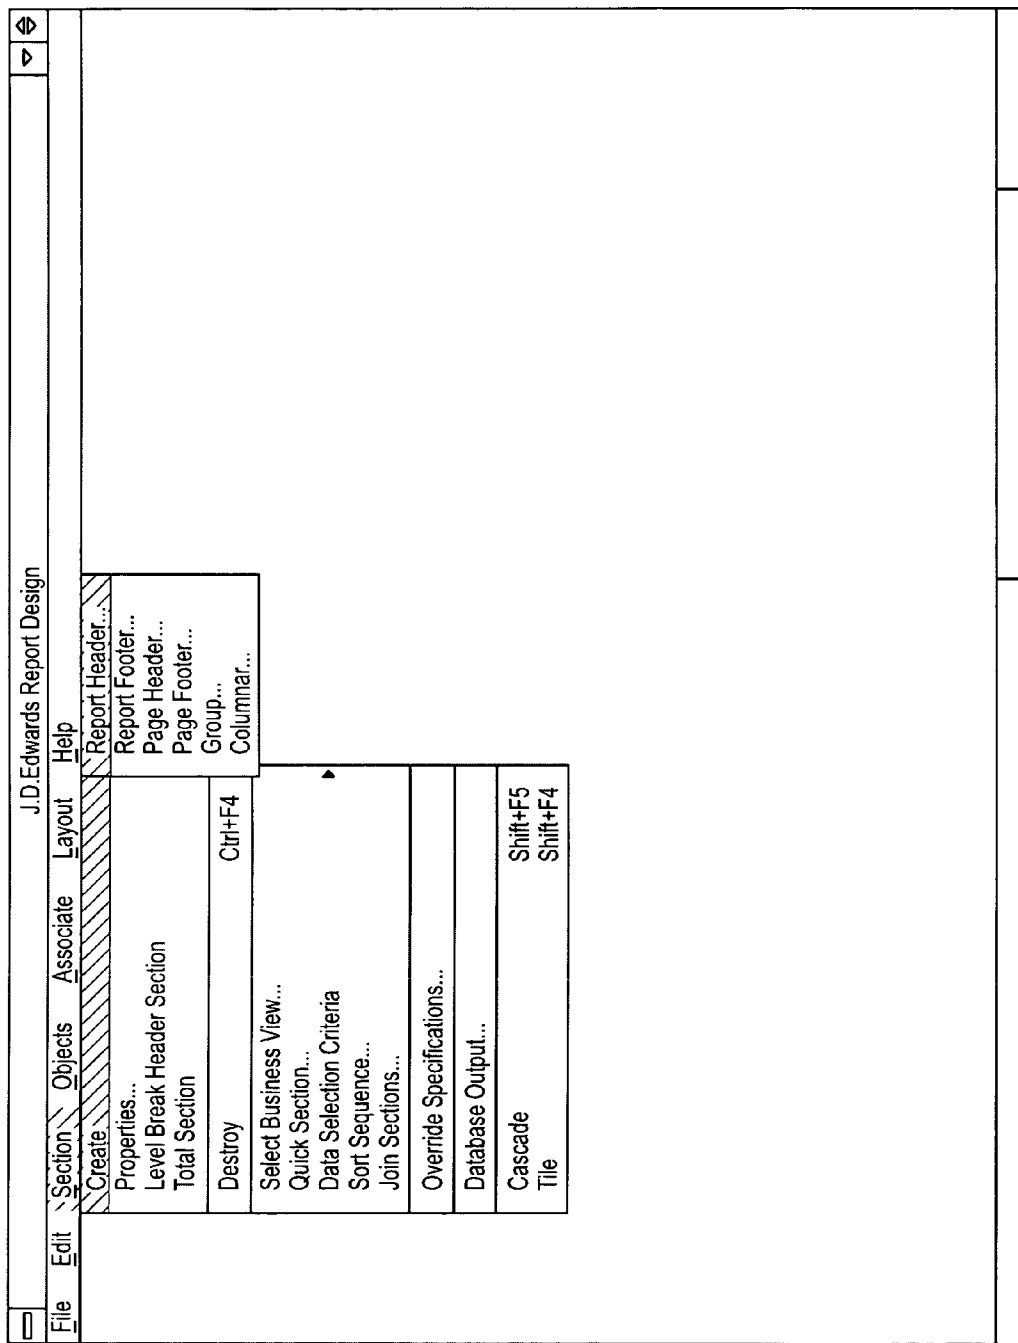 J.D.Edwards Report Design
File Edit Section Objects Associate Layout Help
Create
Properties...
Level Break Header Section
Total Section
Destroy Ctrl+F4
Select Business View...
Quick Section...
Data Selection Criteria
Sort Sequence...
Join Sections...
Override Specifications...
Database Output...
Cascade Shift+F5
Tile Shift+F4
Report Header...
Report Footer...
Page Header...
Page Footer...
Group...
Columnar...